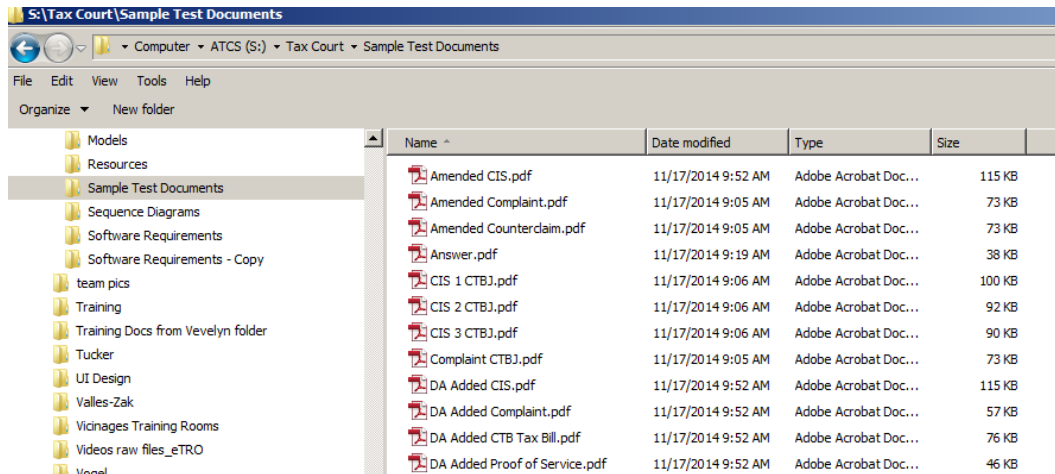 S:\Tax Court\Sample Test Documents
Computer ATCS (S:) Tax Court Sample Test Documents
File Edit View Tools Help
Organize New folder
Models
Resources
Sample Test Documents
Sequence Diagrams
Software Requirements
Software Requirements - Copy
team pics
Training
Training Docs from Vevelyn folder
Tucker
UI Design
Valles-Zak
Vicinages Training Rooms
Videos raw files_eTRO
Vogel
Name Date modified Type Size
Amended CIS.pdf 11/17/2014 9:52 AM Adobe Acrobat Doc... 115 KB
Amended Complaint.pdf 11/17/2014 9:05 AM Adobe Acrobat Doc... 73 KB
Amended Counterclaim.pdf 11/17/2014 9:05 AM Adobe Acrobat Doc... 73 KB
Answer.pdf 11/17/2014 9:19 AM Adobe Acrobat Doc... 38 KB
CIS 1 CTBJ.pdf 11/17/2014 9:06 AM Adobe Acrobat Doc... 100 KB
CIS 2 CTBJ.pdf 11/17/2014 9:06 AM Adobe Acrobat Doc... 92 KB
CIS 3 CTBJ.pdf 11/17/2014 9:06 AM Adobe Acrobat Doc... 90 KB
Complaint CTBJ.pdf 11/17/2014 9:05 AM Adobe Acrobat Doc... 73 KB
DA Added CIS.pdf 11/17/2014 9:52 AM Adobe Acrobat Doc... 115 KB
DA Added Complaint.pdf 11/17/2014 9:52 AM Adobe Acrobat Doc... 57 KB
DA Added CTB Tax Bill.pdf 11/17/2014 9:52 AM Adobe Acrobat Doc... 76 KB
DA Added Proof of Service.pdf 11/17/2014 9:52 AM Adobe Acrobat Doc... 46 KB